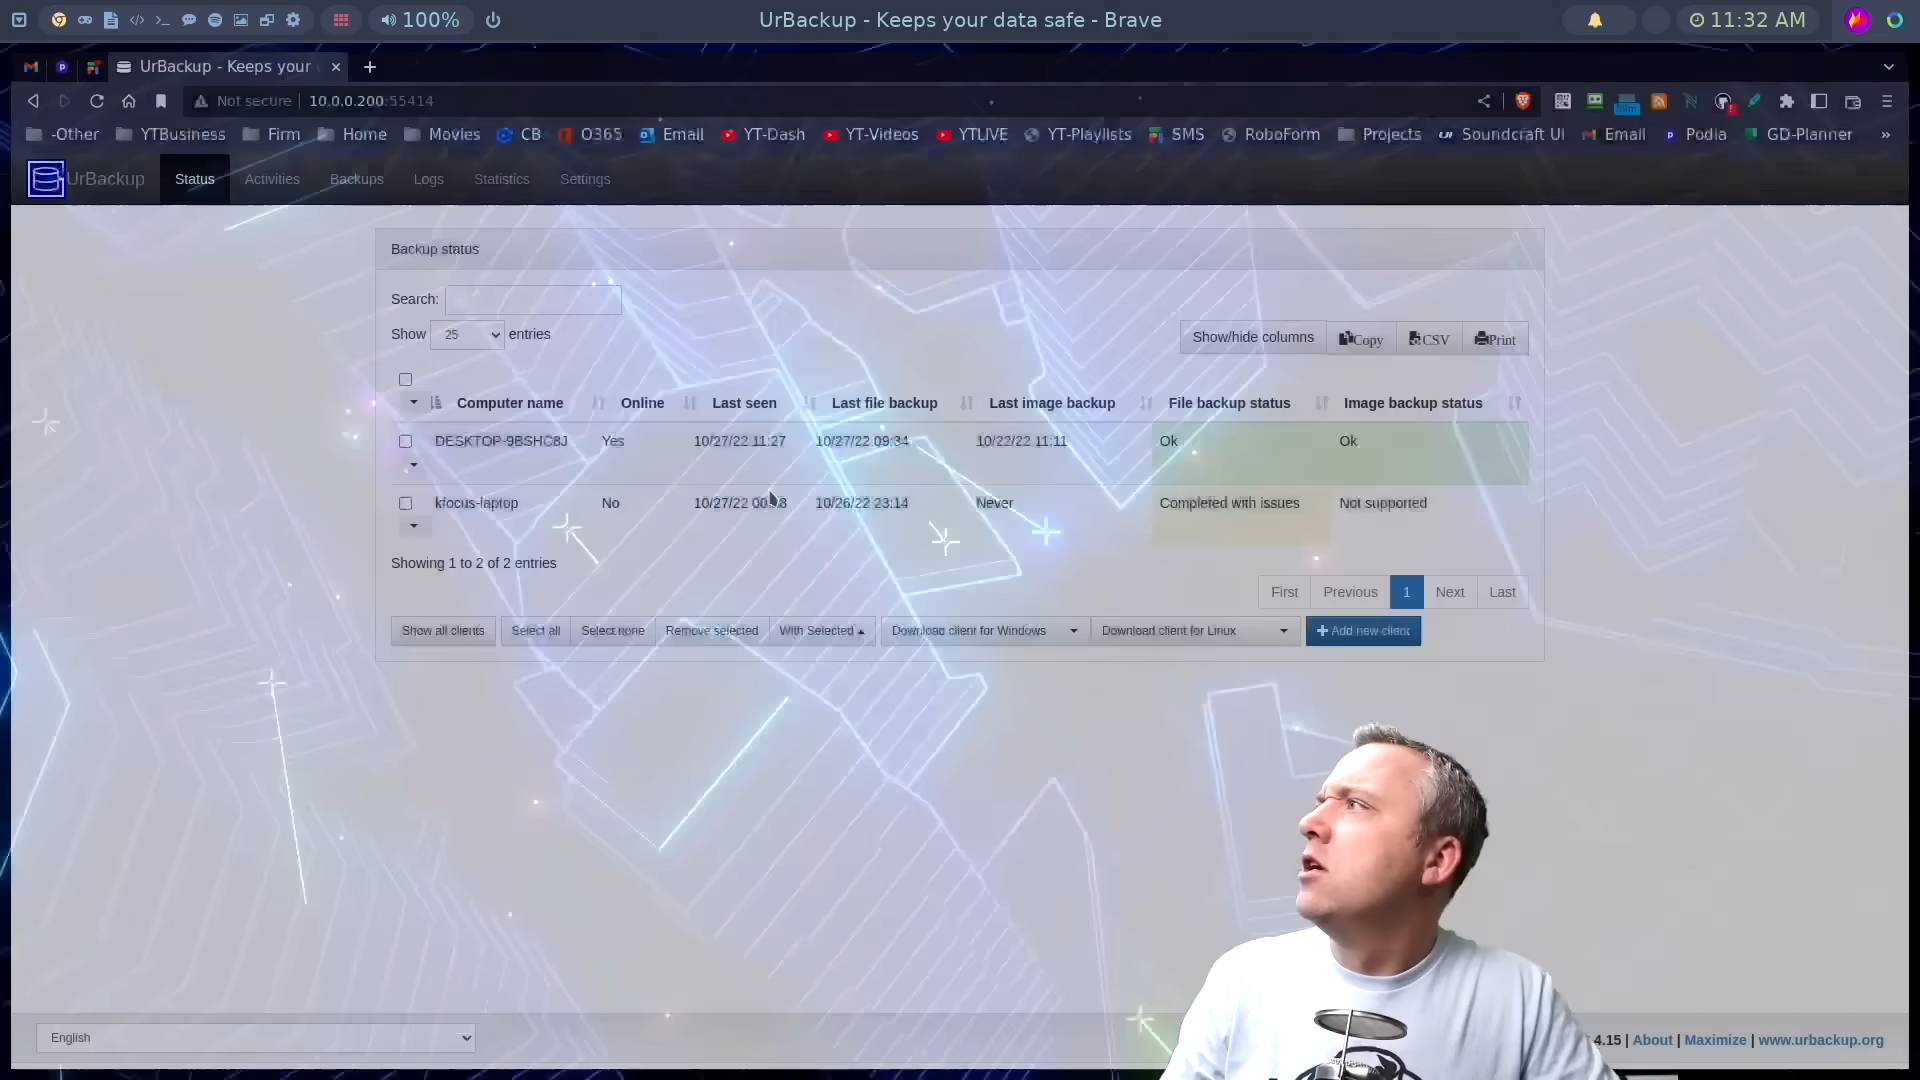 100%
UrBackup - Keeps your data safe - Brave
11:32 AM
UrBackup - Keeps your
Not secure 10.0.0.200:55414
-Other YTBusiness Firm Home Movies CB O365 Email YT-Dash YT-Videos YTLIVE YT-Playlists SMS RoboForm Projects Soundcraft UI Email Podia GD-Planner »
UrBackup Status Activities Backups Logs Statistics Settings
Backup status
Search:
Show 25 entries
Show/hide columns Copy CSV Print
Computer name Online Last seen Last file backup Last image backup File backup status Image backup status
DESKTOP-9BSHC8J Yes 10/27/22 11:27 10/27/22 09:34 10/22/22 11:11 Ok Ok
kfocus-laptop No 10/27/22 10/26/22 23:14 Never Completed with issues Not supported
Showing 1 to 2 of 2 entries
First Previous 1 Next Last
Show all clients Select all Select none Remove selected With Selected Download client for Windows Download client for Linux + Add new client
English
4.15 | About | Maximize | www.urbackup.org